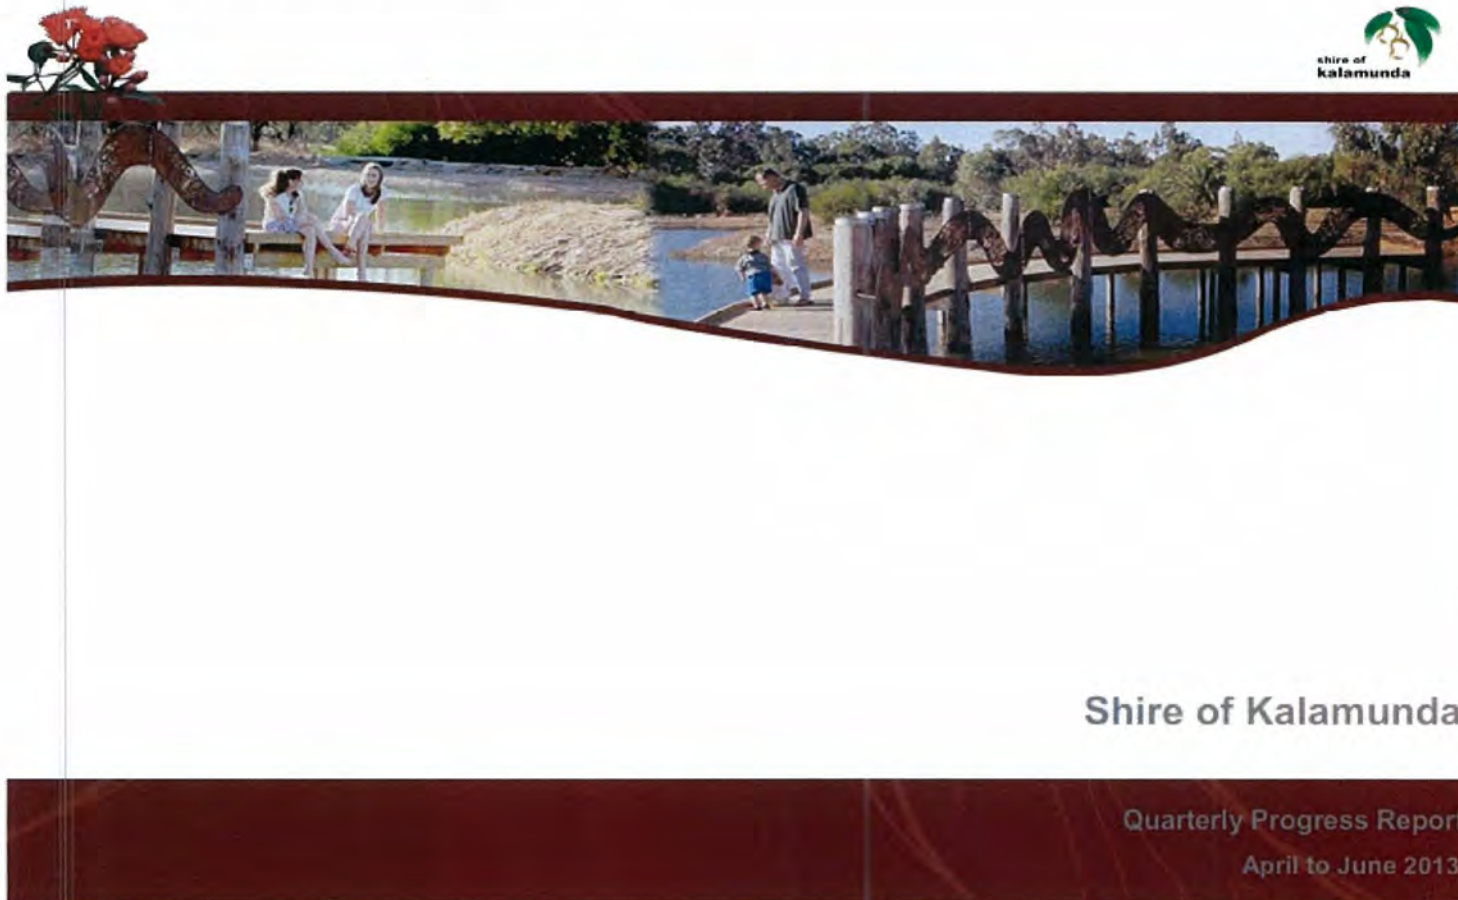 shire of
kalamunda
Shire of Kalamunda
Quarterly Progress Report
April to June 2013